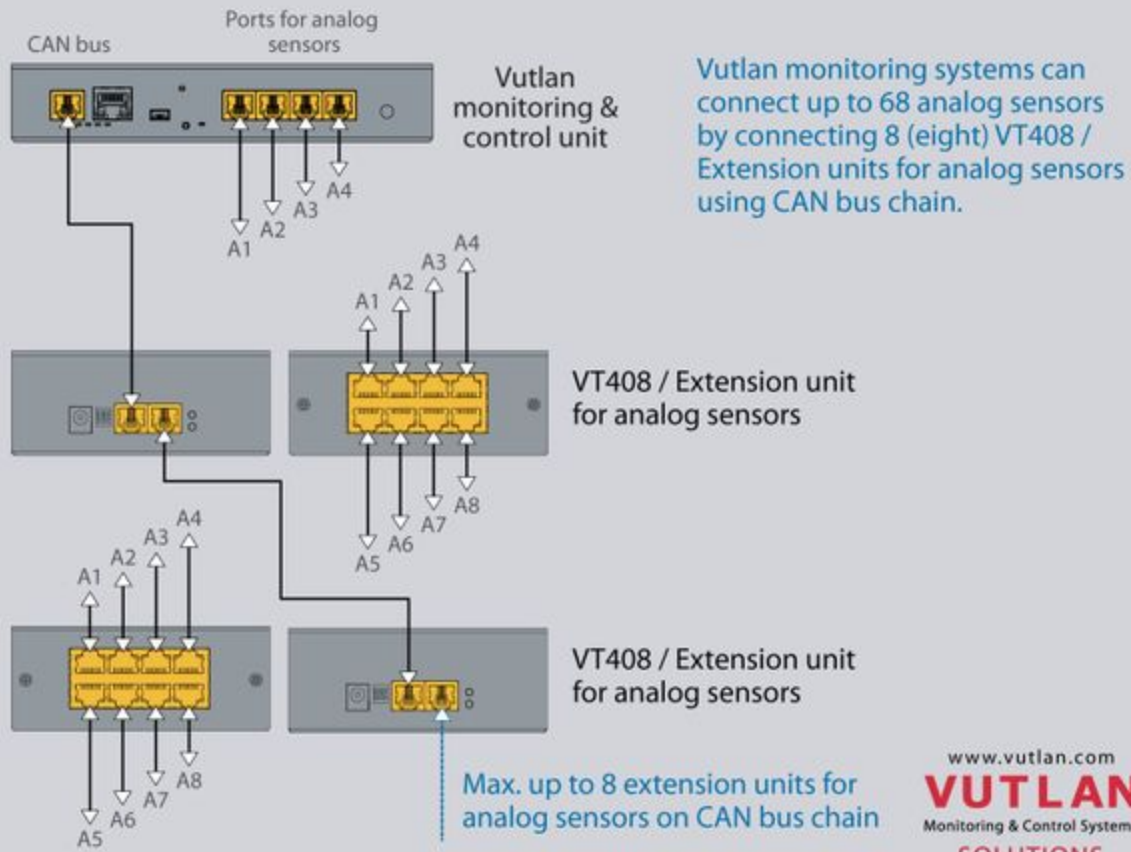 Ports for analog
sensors
CAN bus
Vutlan
monitoring &
control unit
Vutlan monitoring systems can
connect up to 68 analog sensors
by connecting 8 (eight) VT408 /
Extension units for analog sensors
using CAN bus chain.
A4
A3
A2
A1
A4
A3
A2
A1
VT408 / Extension unit
for analog sensors
A8
A7
A6
A5
A4
A3
A2
A1
VT408 / Extension unit
for analog sensors
A8
A7
A6
A5
Max. up to 8 extension units for
analog sensors on CAN bus chain
www.vutlan.com
VUTLAN
Monitoring & Control System
SOLUTIONS